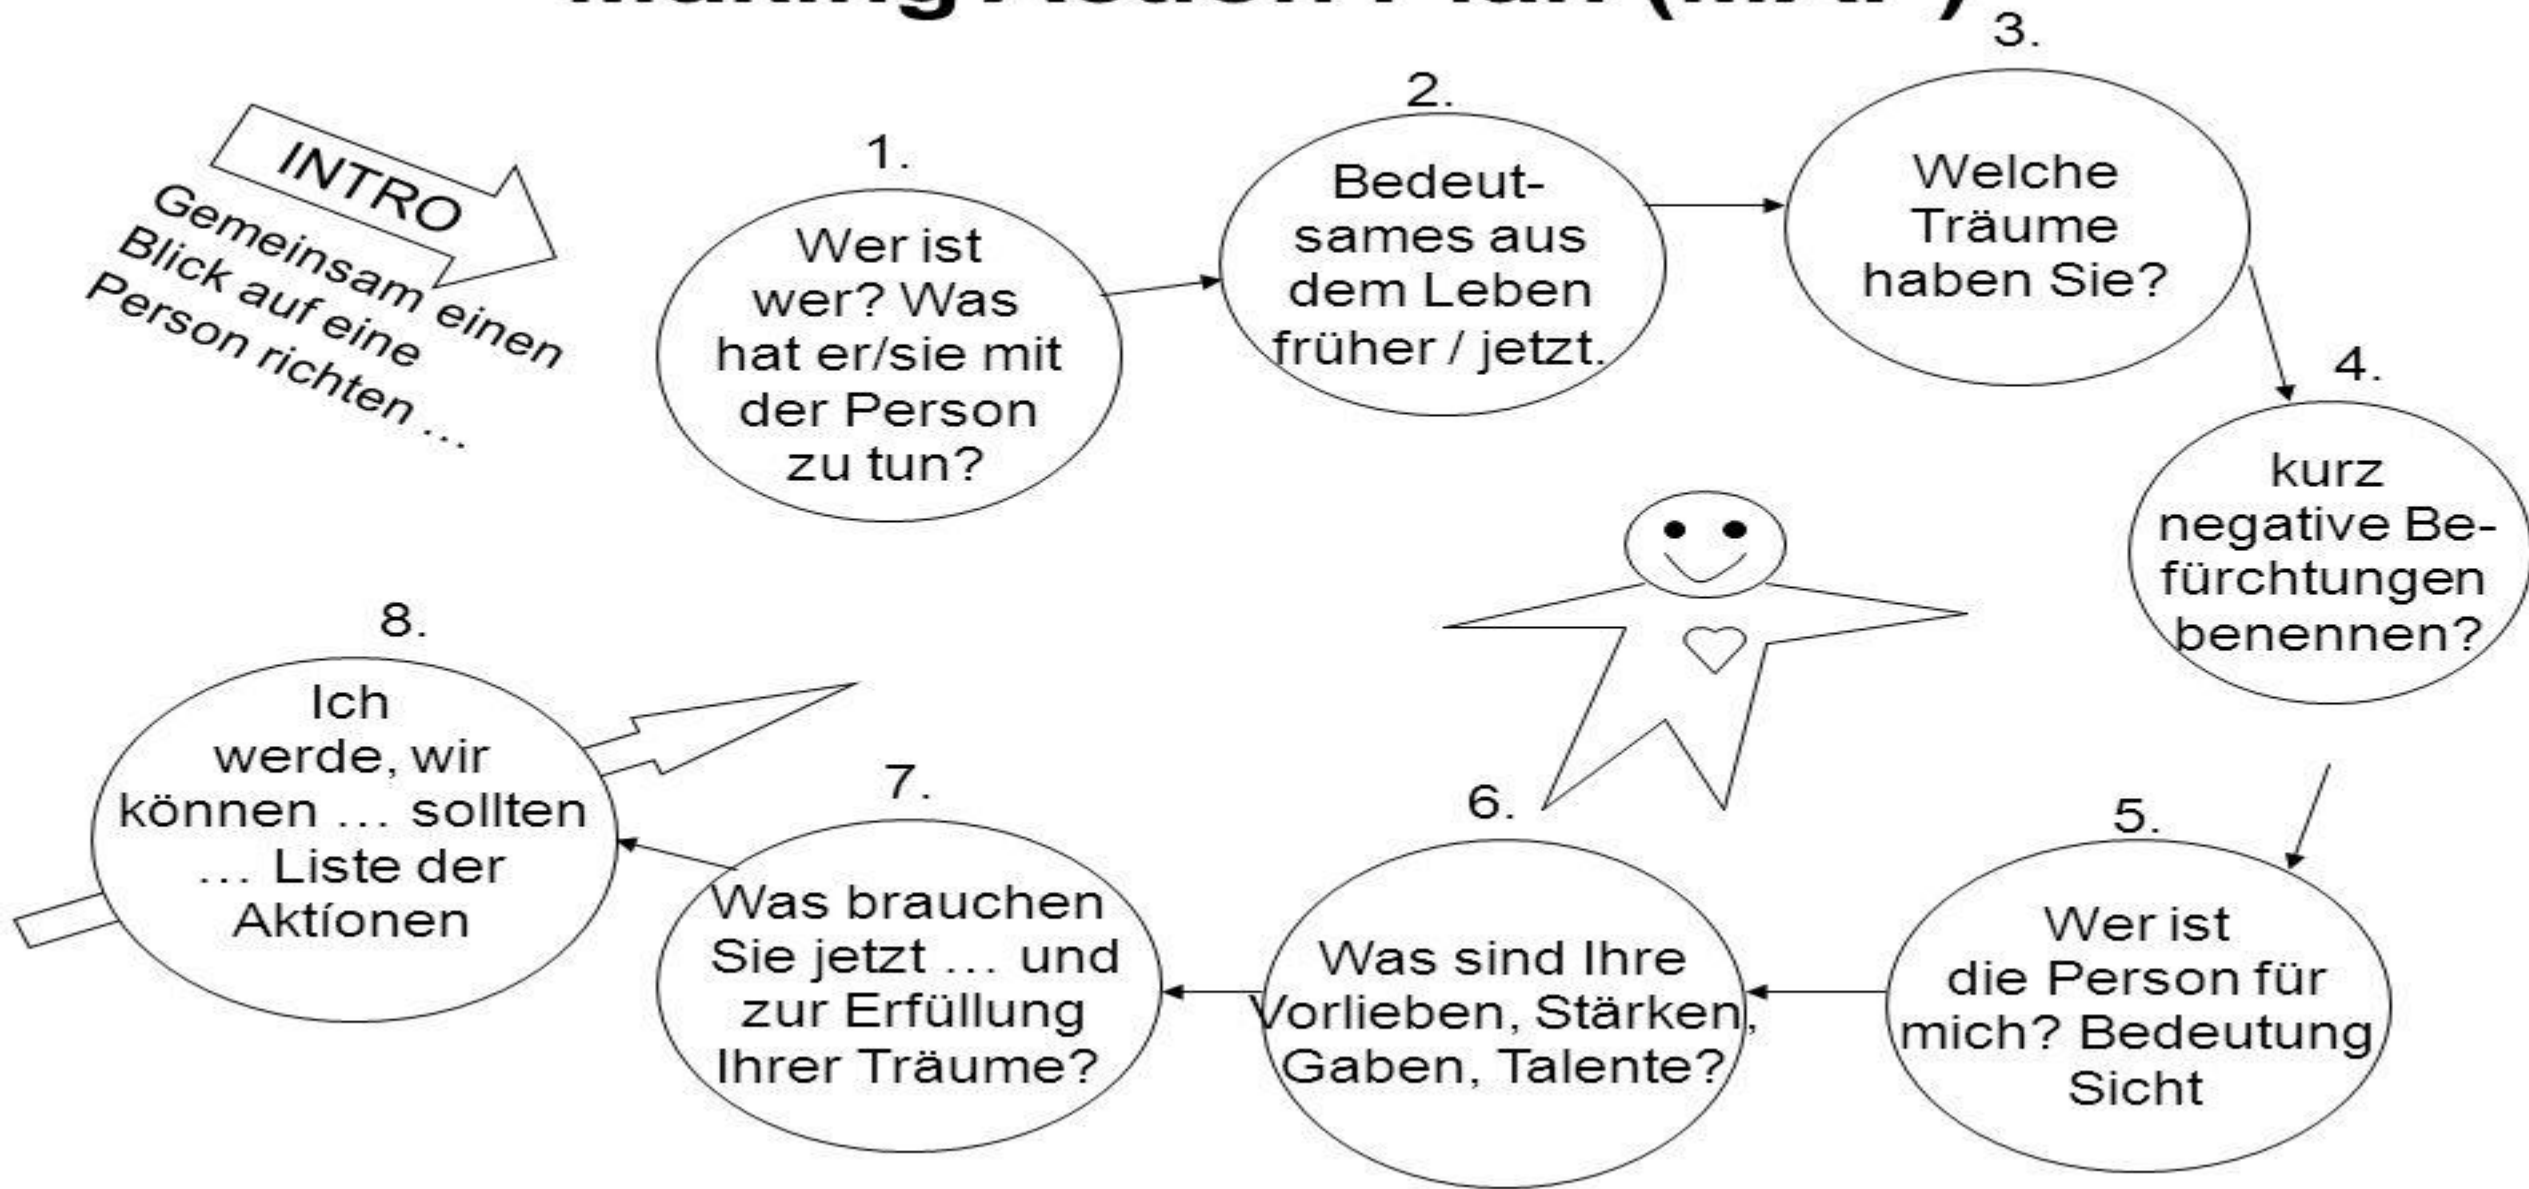 Making Action Plan (MAP)
INTRO
Gemeinsam einen
Blick auf eine
Person richten ...
1.
Wer ist
wer? Was
hat er/sie mit
der Person
zu tun?
2.
Bedeut-
sames aus
dem Leben
früher / jetzt.
3.
Welche
Träume
haben Sie?
4.
kurz
negative Be-
fürchtungen
benennen?
5.
Wer ist
die Person für
mich? Bedeutung
Sicht
6.
Was sind Ihre
Vorlieben, Stärken,
Gaben, Talente?
7.
Was brauchen
Sie jetzt ... und
zur Erfüllung
Ihrer Träume?
8.
Ich
werde, wir
können ... sollten
... Liste der
Aktíonen